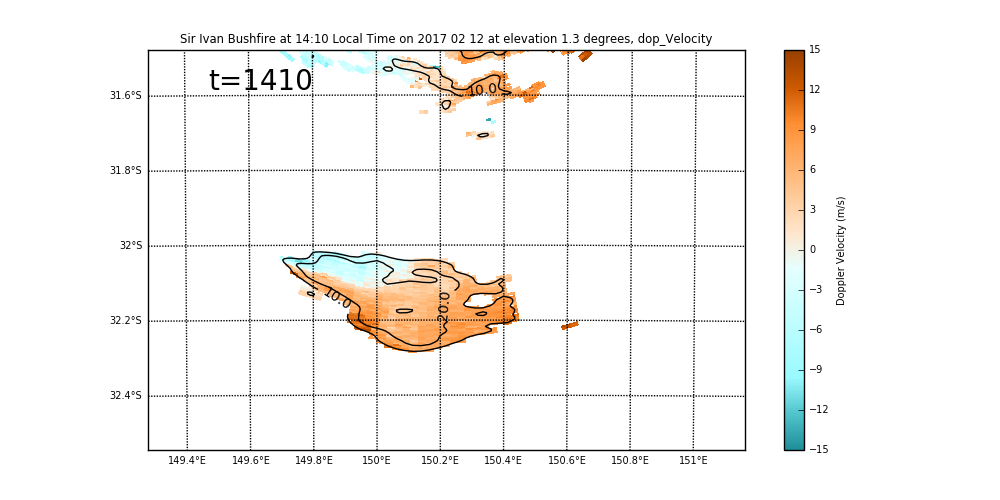 Sir Ivan Bushfire at 14:10 Local Time on 2017 02 12 at elevation 1.3 degrees, dop_Velocity
t=1410
31.6°S
31.8°S
32°S
32.2°S
32.4°S
10.0
10.0
20.0
149.4°E 149.6°E 149.8°E 150°E 150.2°E 150.4°E 150.6°E 150.8°E 151°E
15
12
9
6
3
0
−3
−6
−9
−12
−15
Doppler Velocity (m/s)